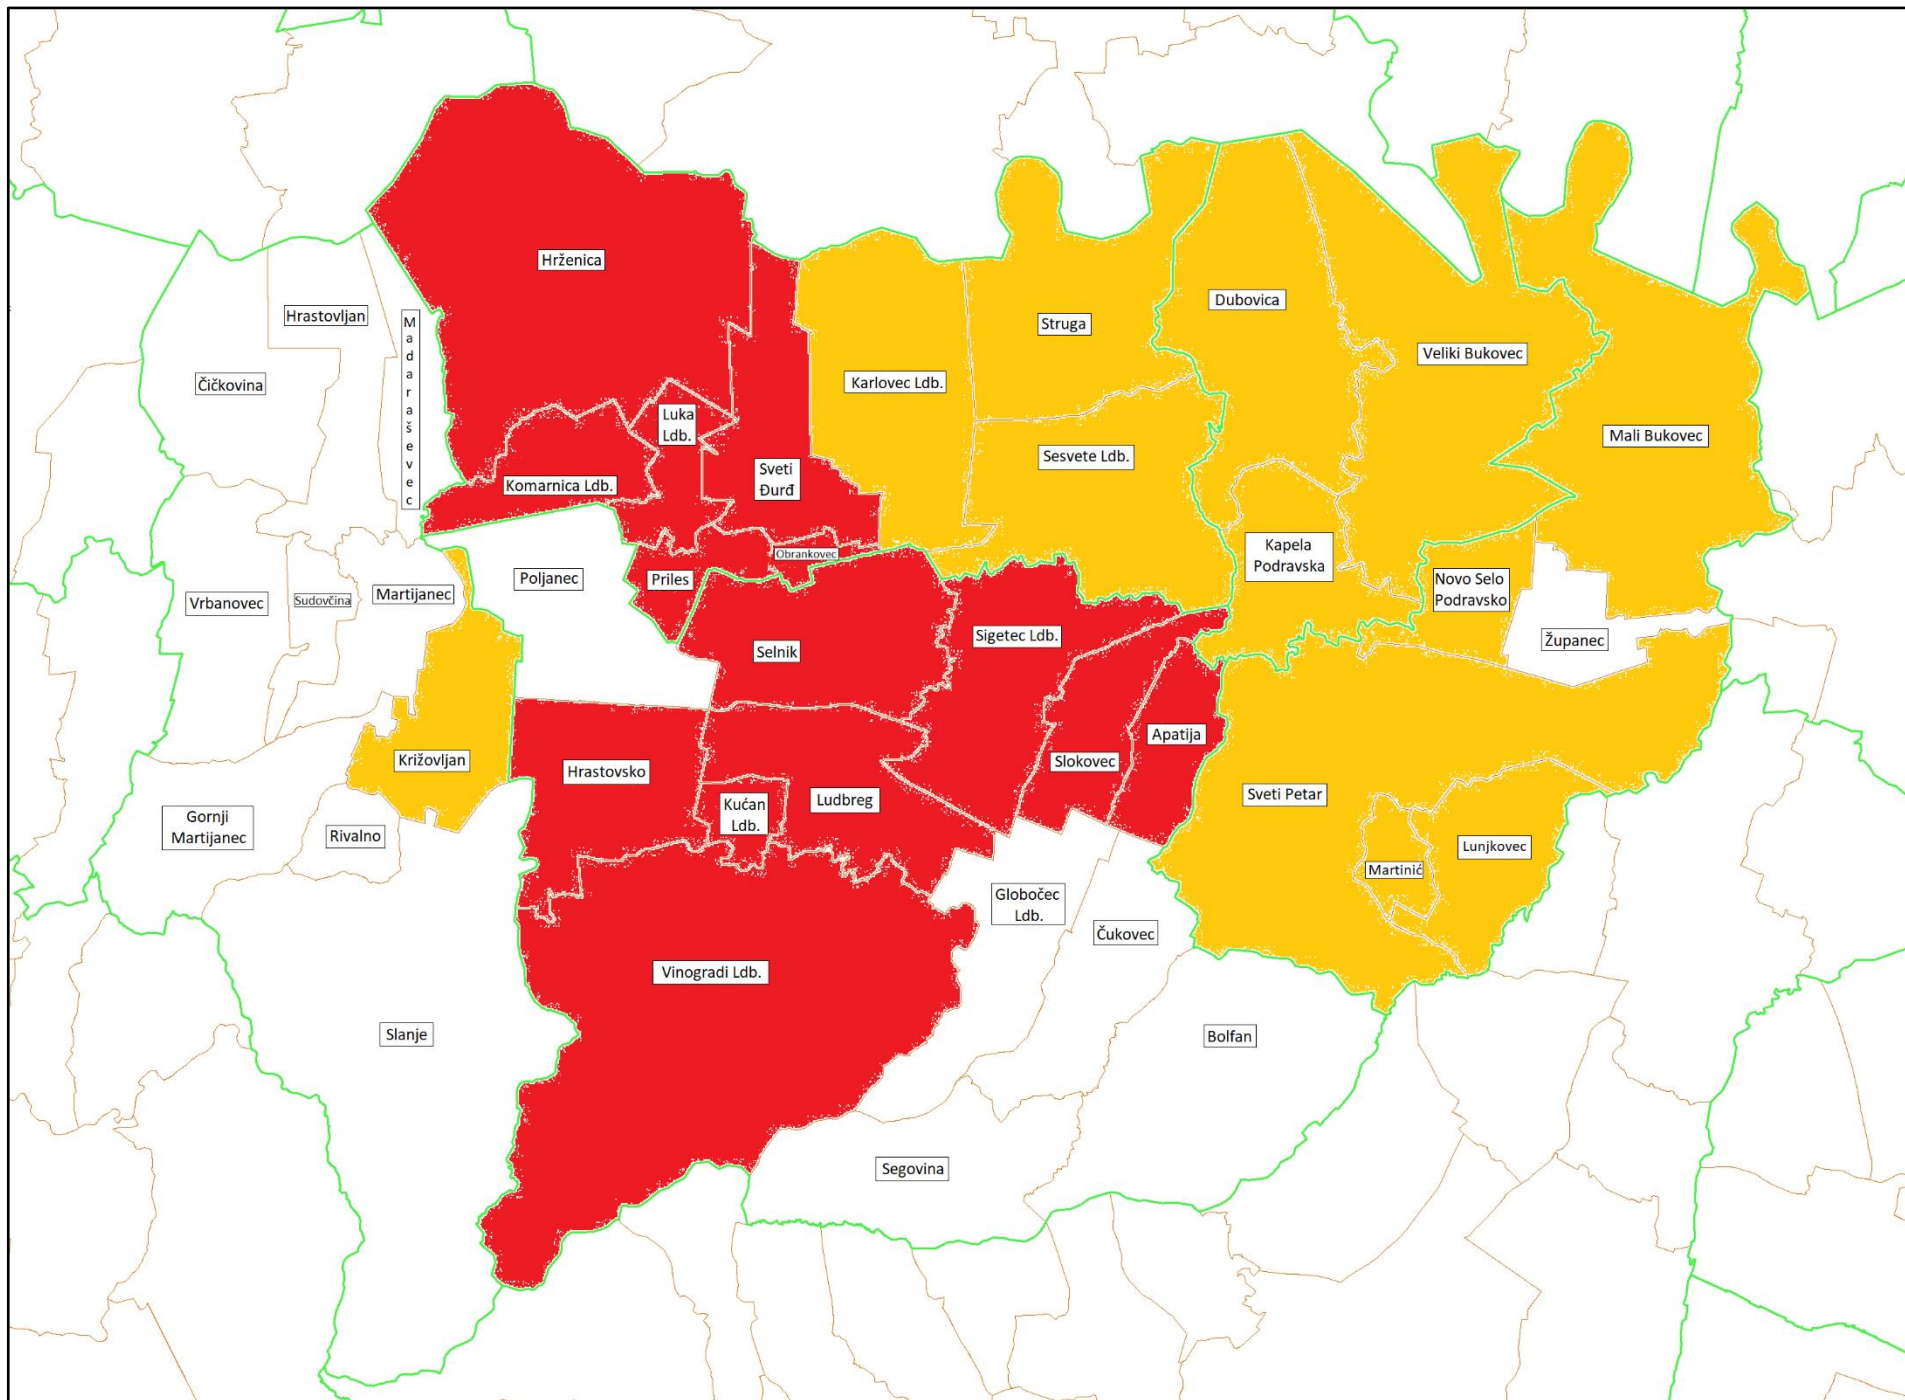 Hrženica
Hrastovljan
Madaraševec
Dubovica
Struga
Veliki Bukovec
Čičkovina
Karlovec Ldb.
Luka
Ldb.
Mali Bukovec
Sesvete Ldb.
Sveti
Đurđ
Komarnica Ldb.
Obrankovec
Kapela
Podravska
Poljanec
Priles
Novo Selo
Podravsko
Vrbanovec
Sudovčina
Martijanec
Sigetec Ldb.
Županec
Selnik
Apatija
Križovljan
Hrastovsko
Slokovec
Ludbreg
Kućan
Ldb.
Sveti Petar
Gornji
Martijanec
Rivalno
Lunjkovec
Martinić
Globočec
Ldb.
Čukovec
Vinogradi Ldb.
Slanje
Bolfan
Segovina